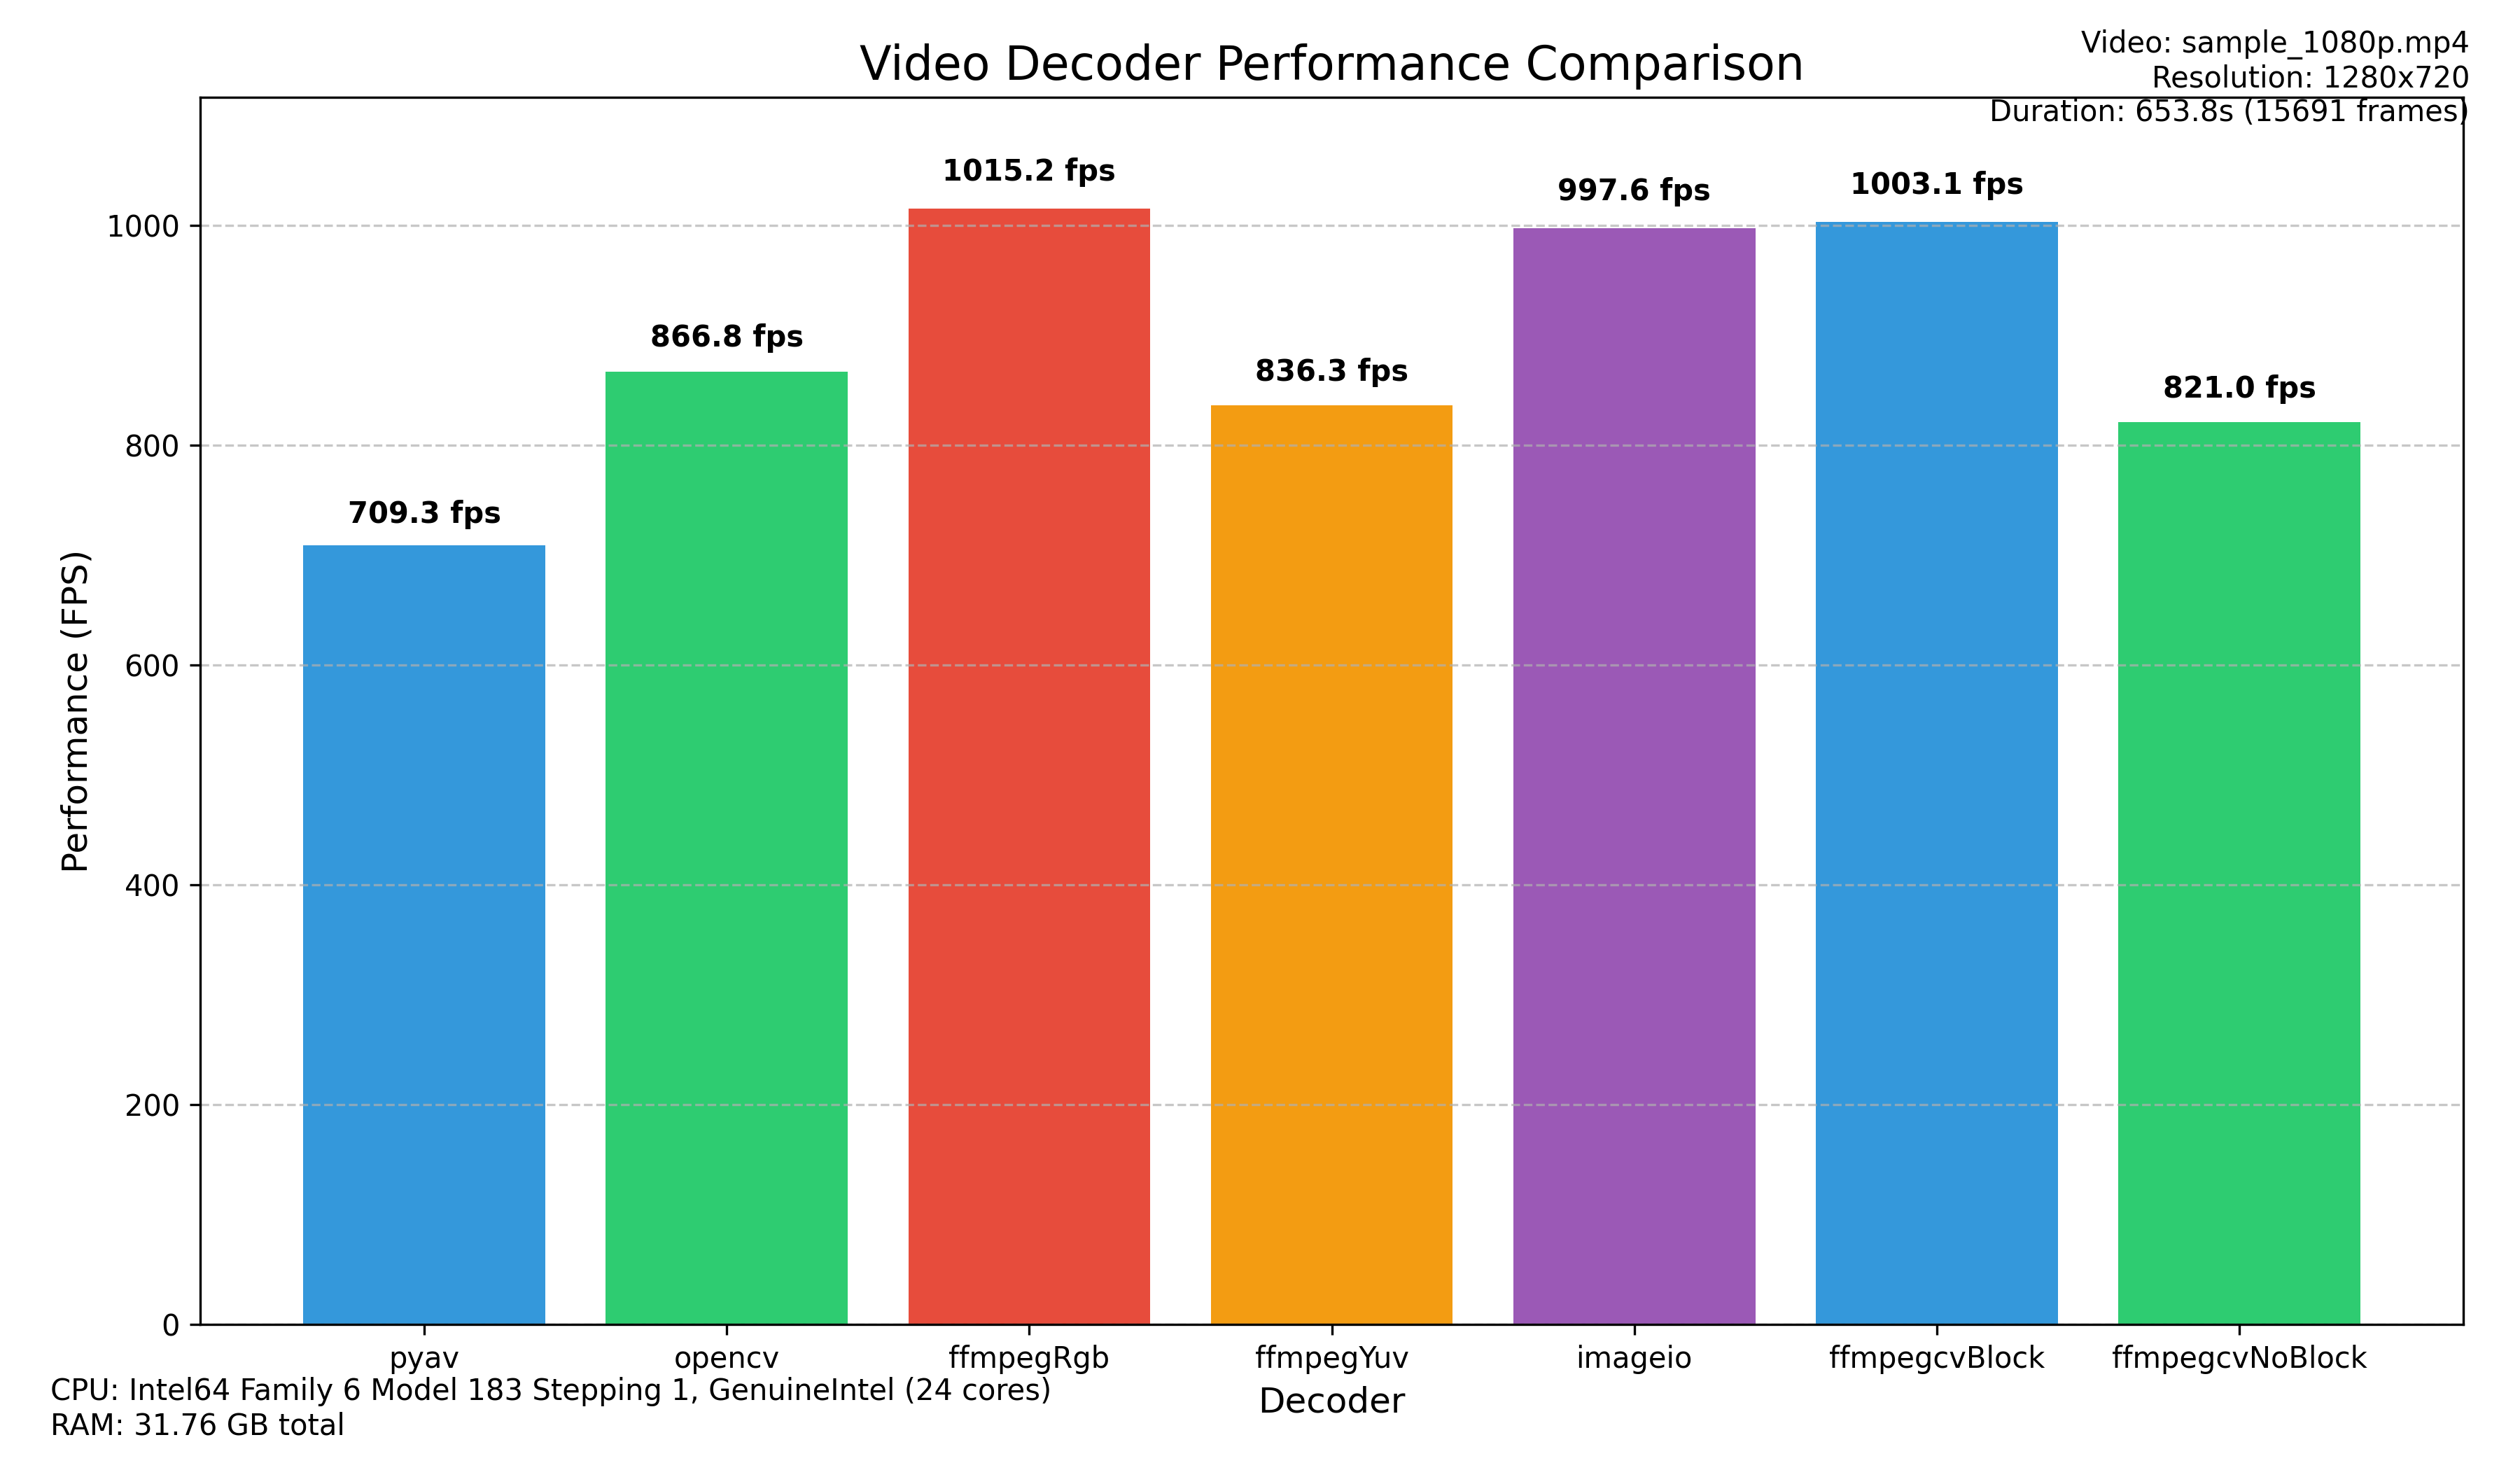 Video Decoder Performance Comparison
Video: sample_1080p.mp4
Resolution: 1280x720
Duration: 653.8s (15691 frames)
Performance (FPS)
1000
800
600
400
200
0
709.3 fps
866.8 fps
1015.2 fps
836.3 fps
997.6 fps
1003.1 fps
821.0 fps
pyav
opencv
ffmpegRgb
ffmpegYuv
imageio
ffmpegcvBlock
ffmpegcvNoBlock
Decoder
CPU: Intel64 Family 6 Model 183 Stepping 1, GenuineIntel (24 cores)
RAM: 31.76 GB total